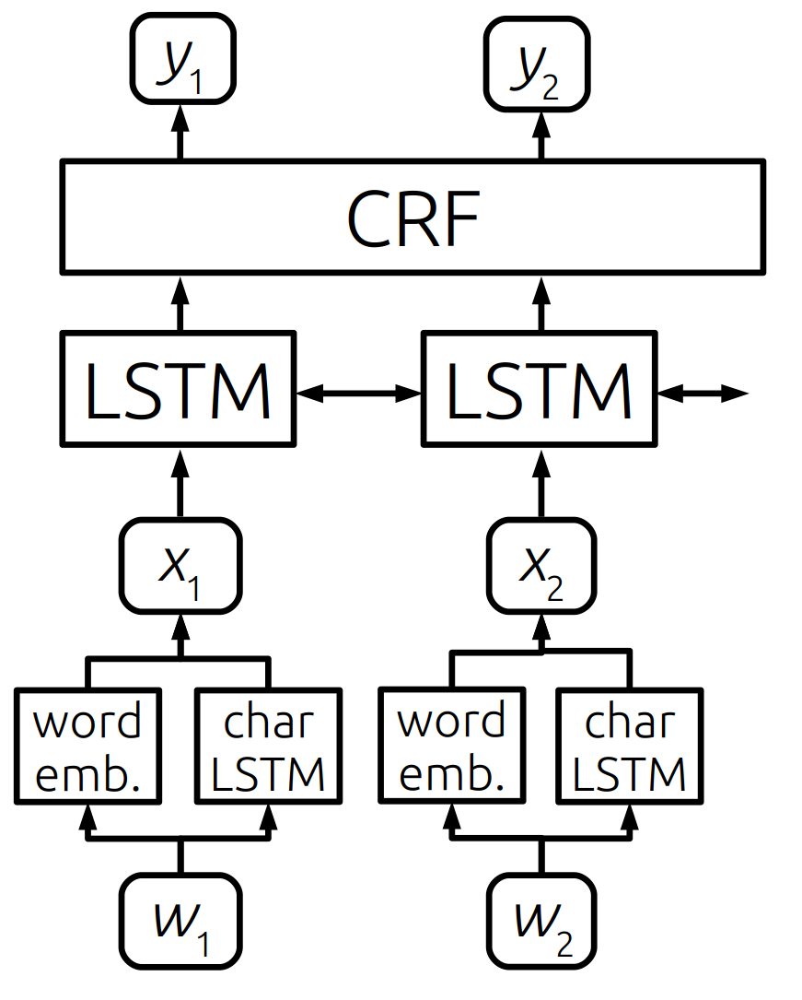 y1 y2
CRF
LSTM LSTM
x1 x2
word char word char
emb. LSTM emb. LSTM
w1 w2